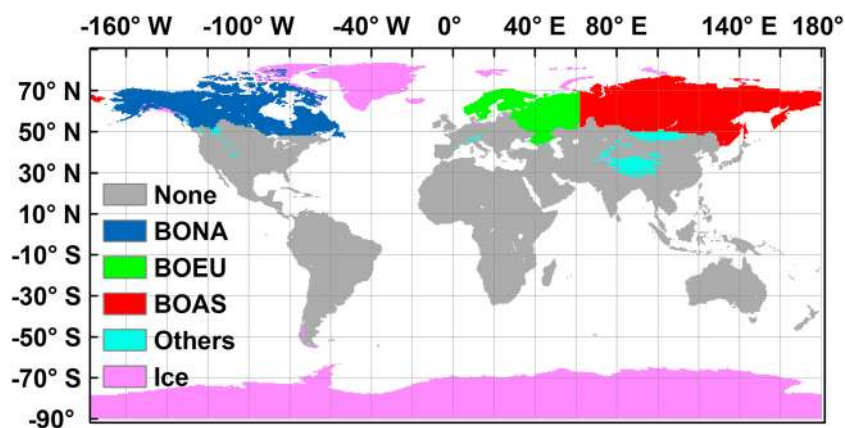 -160° W -100° W -40° W 0° 40° E 80° E 140° E 180°
70° N
50° N
30° N
10° N
-10° S
-30° S
-50° S
-70° S
-90°
None
BONA
BOEU
BOAS
Others
Ice